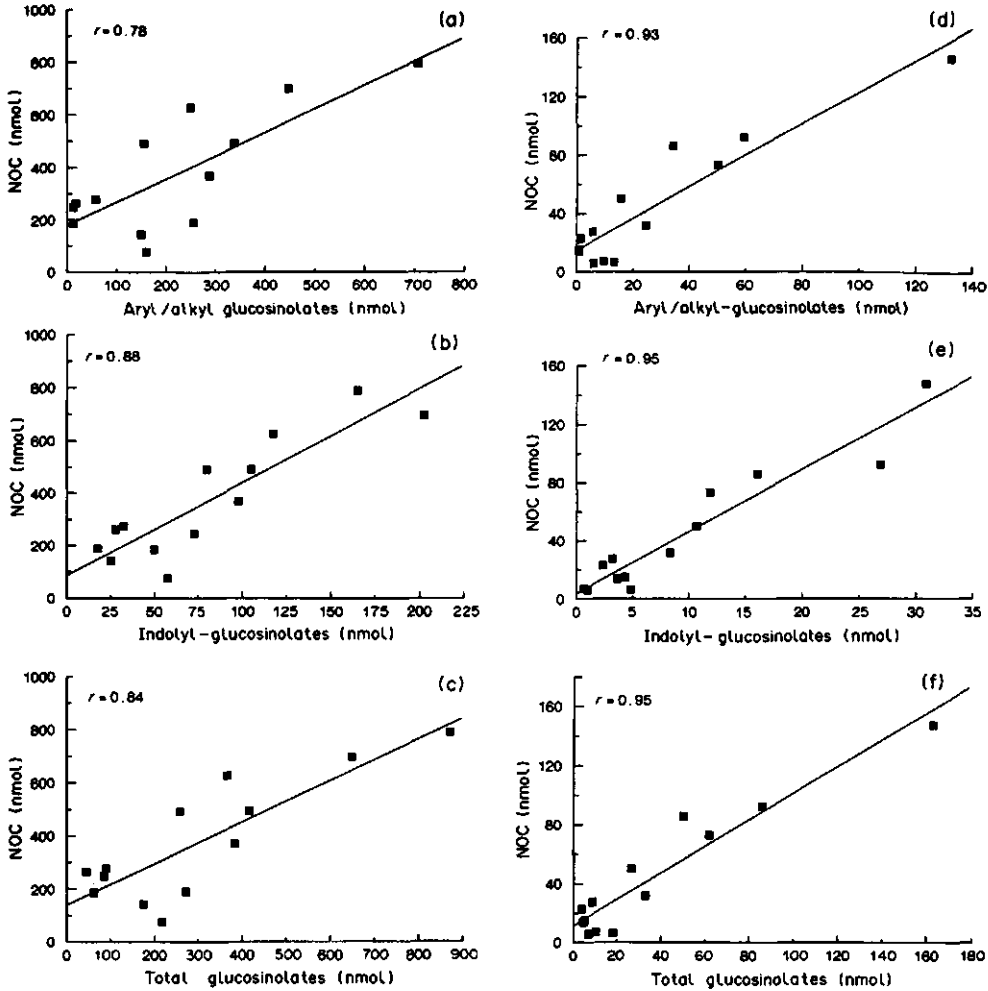 (a)
r=0.78
NOC (nmol)
1000
800
600
400
200
0
0 100 200 300 400 500 600 700 800
Aryl/alkyl glucosinolates (nmol)
(d)
r=0.93
NOC (nmol)
160
120
80
40
0
0 20 40 60 80 100 120 140
Aryl/alkyl-glucosinolates (nmol)
(b)
r=0.88
NOC (nmol)
1000
800
600
400
200
0
0 25 50 75 100 125 150 175 200 225
Indolyl-glucosinolates (nmol)
(e)
r=0.95
NOC (nmol)
160
120
80
40
0
0 5 10 15 20 25 30 35
Indolyl-glucosinolates (nmol)
(c)
r=0.84
NOC (nmol)
1000
800
600
400
200
0
0 100 200 300 400 500 600 700 800 900
Total glucosinolates (nmol)
(f)
r=0.95
NOC (nmol)
160
120
80
40
0
0 20 40 60 80 100 120 140 160 180
Total glucosinolates (nmol)